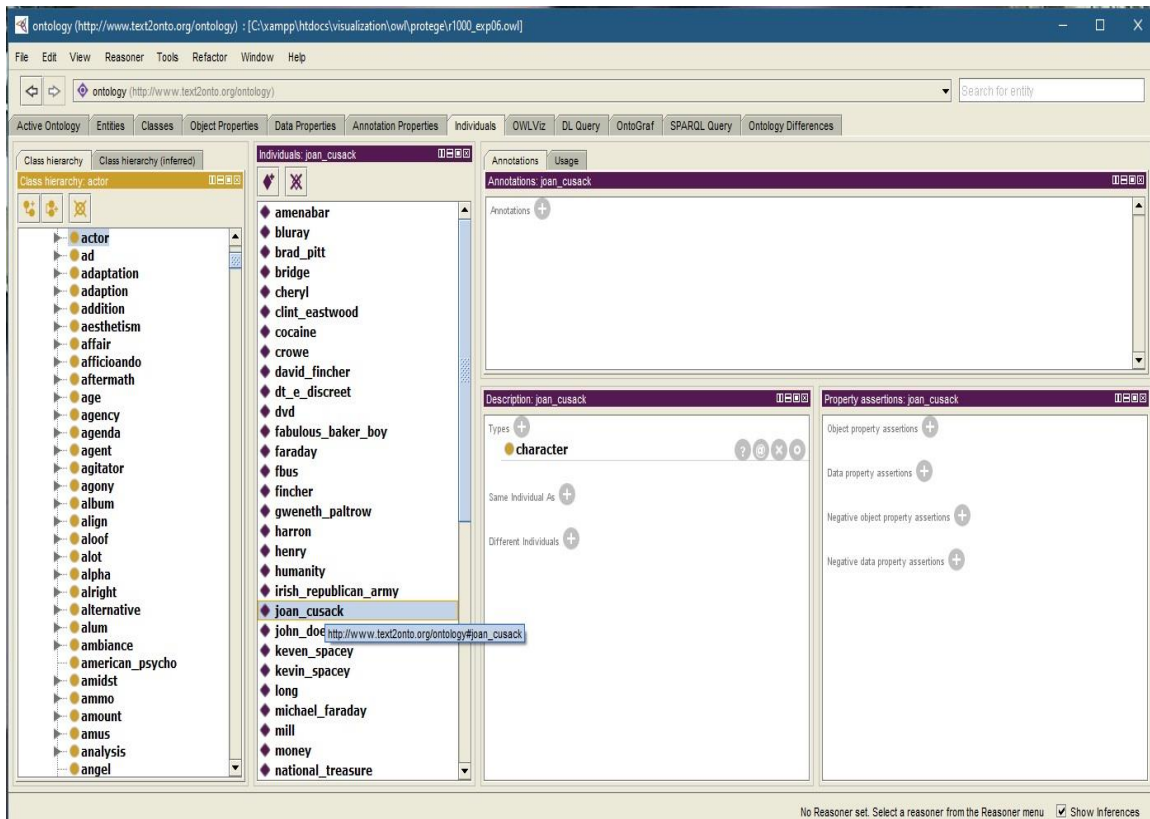 ontology (http://www.text2onto.org/ontology) : [C:\xampp\htdocs\visualization\owl\protege\r1000_exp06.owl]
File Edit View Reasoner Tools Refactor Window Help
ontology (http://www.text2onto.org/ontology)
Search for entity
Active Ontology Entities Classes Object Properties Data Properties Annotation Properties Individuals OWLViz DL Query OntoGraf SPARQL Query Ontology Differences
Class hierarchy Class hierarchy (inferred)
Class hierarchy: actor
actor
ad
adaptation
adaption
addition
aesthetism
affair
afficioando
aftermath
age
agency
agenda
agent
agitator
agony
album
align
aloof
alot
alpha
alright
alternative
alum
ambiance
american_psycho
amidst
ammo
amount
amus
analysis
angel
Individuals: joan_cusack
amenabar
bluray
brad_pitt
bridge
cheryl
clint_eastwood
cocaine
crowe
david_fincher
dt_e_discreet
dvd
fabulous_baker_boy
faraday
fbus
fincher
gweneth_paltrow
harron
henry
humanity
irish_republican_army
joan_cusack
john_doe
http://www.text2onto.org/ontology#joan_cusack
keven_spacey
kevin_spacey
long
michael_faraday
mill
money
national_treasure
Annotations Usage
Annotations: joan_cusack
Annotations
Description: joan_cusack
Types
character
Same Individual As
Different Individuals
Property assertions: joan_cusack
Object property assertions
Data property assertions
Negative object property assertions
Negative data property assertions
No Reasoner set. Select a reasoner from the Reasoner menu Show Inferences